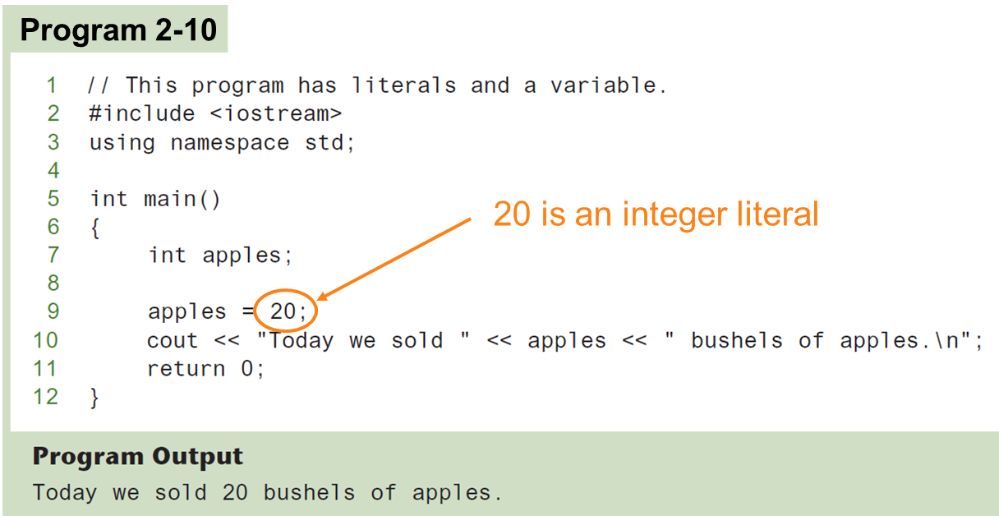 Program 2-10
1 // This program has literals and a variable.
2 #include <iostream>
3 using namespace std;
4
5 int main()
6 {
7 int apples;
8
9 apples = 20;
10 cout << "Today we sold " << apples << " bushels of apples.\n";
11 return 0;
12 }
20 is an integer literal
Program Output
Today we sold 20 bushels of apples.